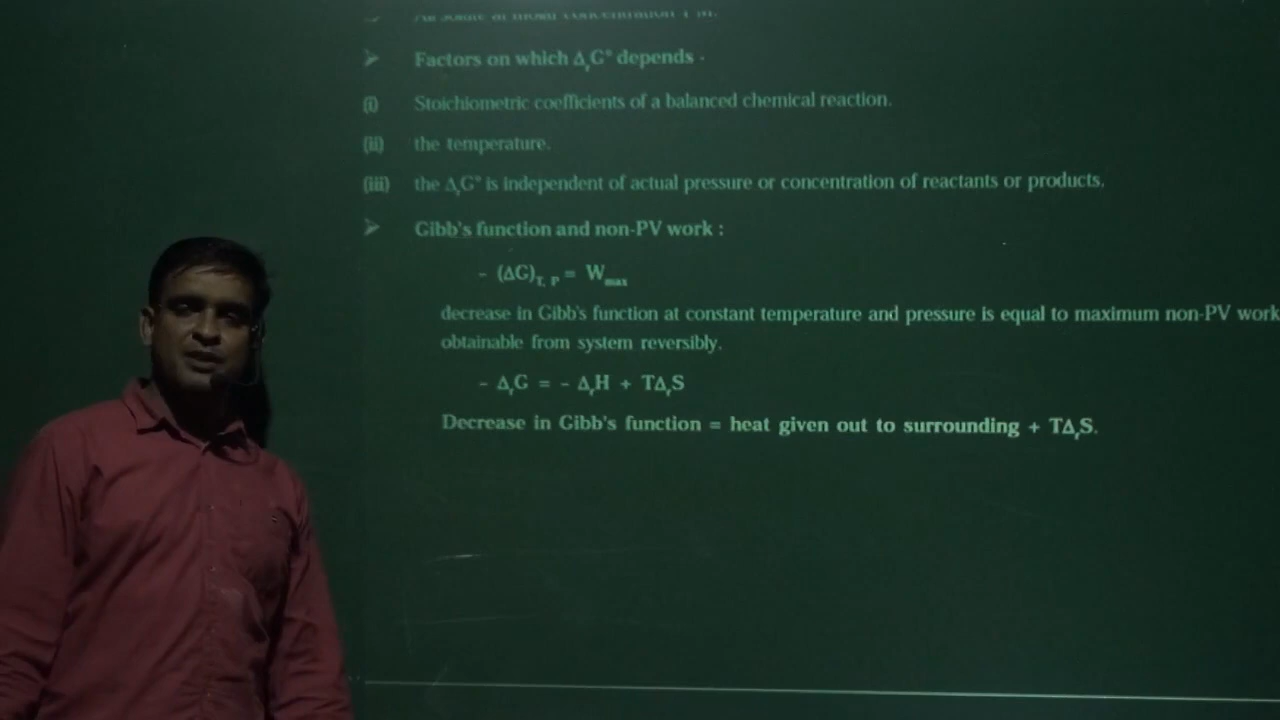 ➤ Factors on which ΔᵣG° depends -
(i) Stoichiometric coefficients of a balanced chemical reaction.
(ii) the temperature.
(iii) the ΔᵣG° is independent of actual pressure or concentration of reactants or products.
➤ Gibb's function and non-PV work :
- (ΔG)T, P = Wmax
decrease in Gibb's function at constant temperature and pressure is equal to maximum non-PV work
obtainable from system reversibly.
- ΔᵣG = - ΔᵣH + TΔᵣS
Decrease in Gibb's function = heat given out to surrounding + TΔᵣS.